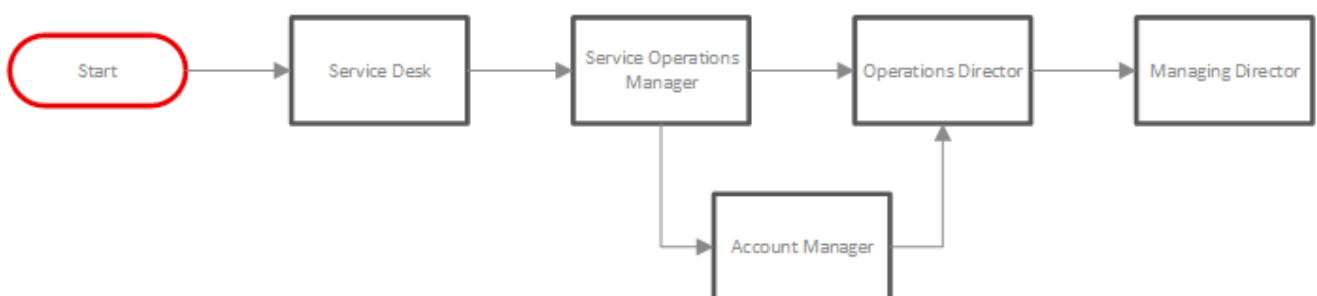 Start
Service Desk
Service Operations
Manager
Operations Director
Managing Director
Account Manager